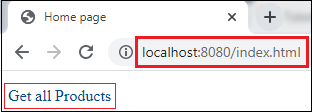 Home page
localhost:8080/index.html
Get all Products